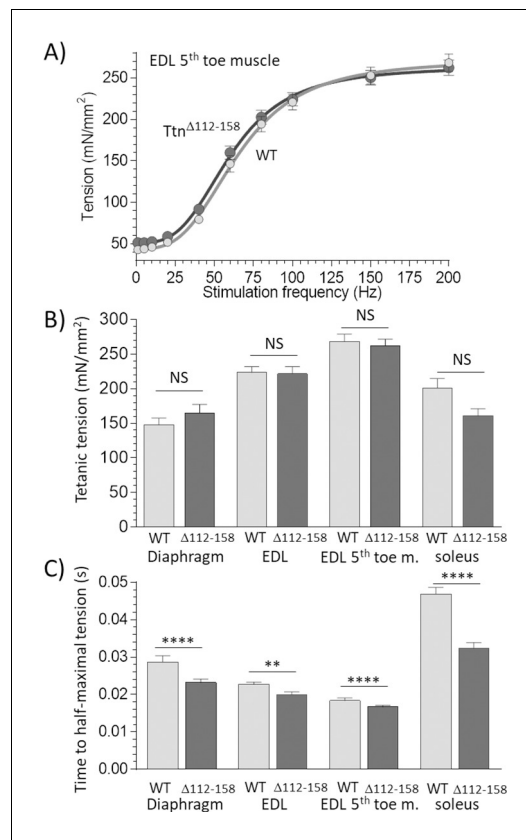 A)
EDL 5th toe muscle
Tension (mN/mm2)
250
200
150
100
50
TtnΔ112-158
WT
0 25 50 75 100 125 150 175 200
Stimulation frequency (Hz)
B)
Tetanic tension (mN/mm2)
300
250
200
150
100
50
0
NS NS NS NS
WT Δ112-158 WT Δ112-158 WT Δ112-158 WT Δ112-158
Diaphragm EDL EDL 5th toe m. soleus
C)
Time to half-maximal tension (s)
0.05
0.04
0.03
0.02
0.01
0.00
**** ** **** ****
WT Δ112-158 WT Δ112-158 WT Δ112-158 WT Δ112-158
Diaphragm EDL EDL 5th toe m. soleus